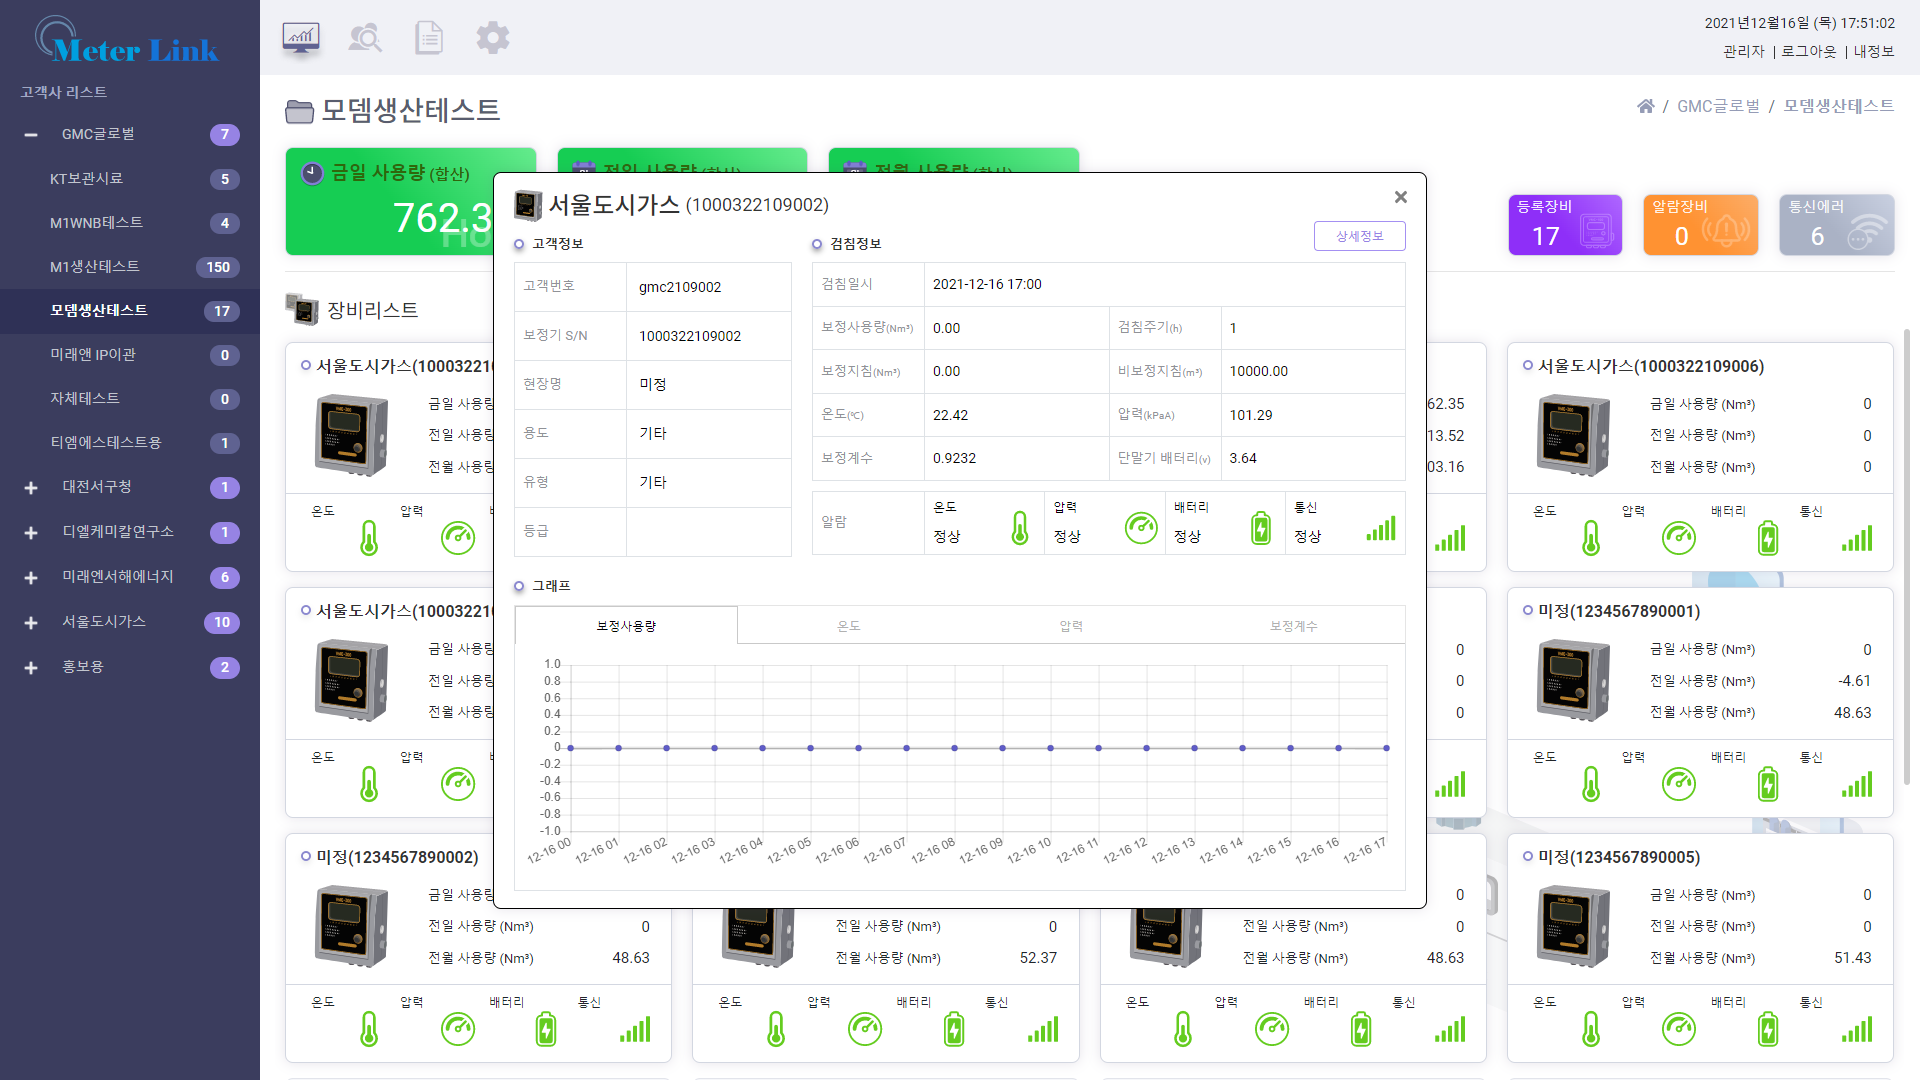 Meter Link
고객사 리스트
GMC글로벌 7
KT보관시료 5
M1WNB테스트 4
M1생산테스트 150
모뎀생산테스트 17
미래앤 IP이관 0
자체테스트 0
티엠에스테스트용 1
대전서구청 1
디엘케미칼연구소 1
미래엔서해에너지 6
서울도시가스 10
홍보용 2
2021년12월16일 (목) 17:51:02
관리자 | 로그아웃 | 내정보
모뎀생산테스트
/ GMC글로벌 / 모뎀생산테스트
금일 사용량 (합산)
762.3
전일 사용량 (합산)
전월 사용량 (합산)
등록장비
17
알람장비
0
통신에러
6
장비리스트
서울도시가스 (1000322109002)
상세정보
고객정보
고객번호 gmc2109002
보정기 S/N 1000322109002
현장명 미정
용도 기타
유형 기타
등급
검침정보
검침일시 2021-12-16 17:00
보정사용량(Nm³) 0.00 검침주기(h) 1
보정지침(Nm³) 0.00 비보정지침(m³) 10000.00
온도(℃) 22.42 압력(kPaA) 101.29
보정계수 0.9232 단말기 배터리(v) 3.64
알람
온도 정상
압력 정상
배터리 정상
통신 정상
그래프
보정사용량 온도 압력 보정계수
1.0
0.8
0.6
0.4
0.2
0
-0.2
-0.4
-0.6
-0.8
-1.0
12-16 00 12-16 01 12-16 02 12-16 03 12-16 04 12-16 05 12-16 06 12-16 07 12-16 08 12-16 09 12-16 10 12-16 11 12-16 12 12-16 13 12-16 14 12-16 15 12-16 16 12-16 17
서울도시가스(10003221
금일 사용량
전일 사용량
전월 사용량
온도 압력
62.35
13.52
03.16
서울도시가스(1000322109006)
금일 사용량 (Nm³) 0
전일 사용량 (Nm³) 0
전월 사용량 (Nm³) 0
온도 압력 배터리 통신
서울도시가스(10003221
금일 사용량
전일 사용량
전월 사용량
온도 압력
0
0
0
미정(1234567890001)
금일 사용량 (Nm³) 0
전일 사용량 (Nm³) -4.61
전월 사용량 (Nm³) 48.63
온도 압력 배터리 통신
미정(1234567890002)
금일 사용량
전일 사용량 (Nm³) 0
전월 사용량 (Nm³) 48.63
온도 압력 배터리 통신
전일 사용량 (Nm³) 0
전월 사용량 (Nm³) 52.37
온도 압력 배터리 통신
0
전일 사용량 (Nm³) 0
전월 사용량 (Nm³) 48.63
온도 압력 배터리 통신
미정(1234567890005)
금일 사용량 (Nm³) 0
전일 사용량 (Nm³) 0
전월 사용량 (Nm³) 51.43
온도 압력 배터리 통신